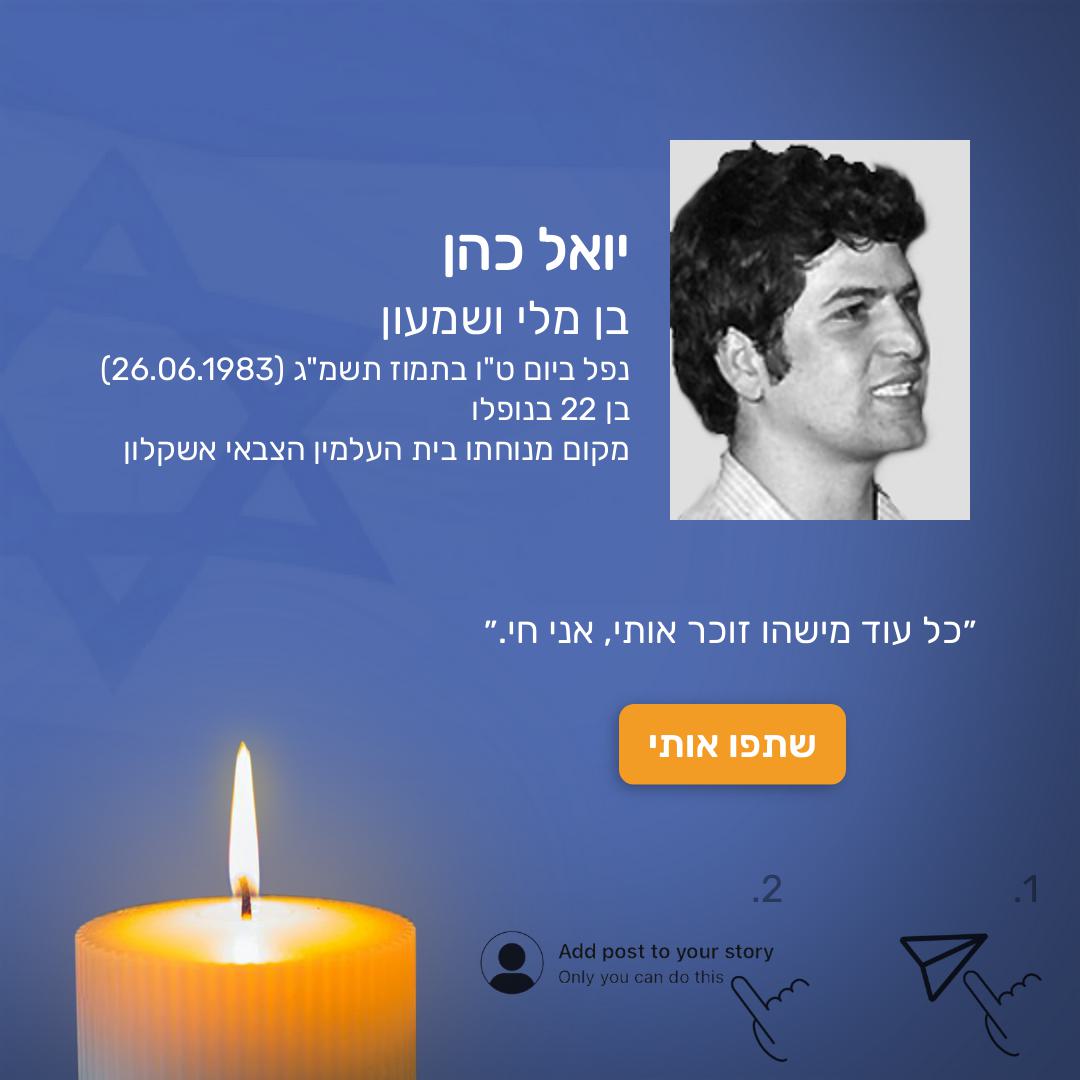 יואל כהן
בן מלי ושמעון
נפל ביום ט"ו בתמוז תשמ"ג (26.06.1983)
בן 22 בנופלו
מקום מנוחתו בית העלמין הצבאי אשקלון
״כל עוד מישהו זוכר אותי, אני חי.״
שתפו אותי
.1
.2
Add post to your story
Only you can do this